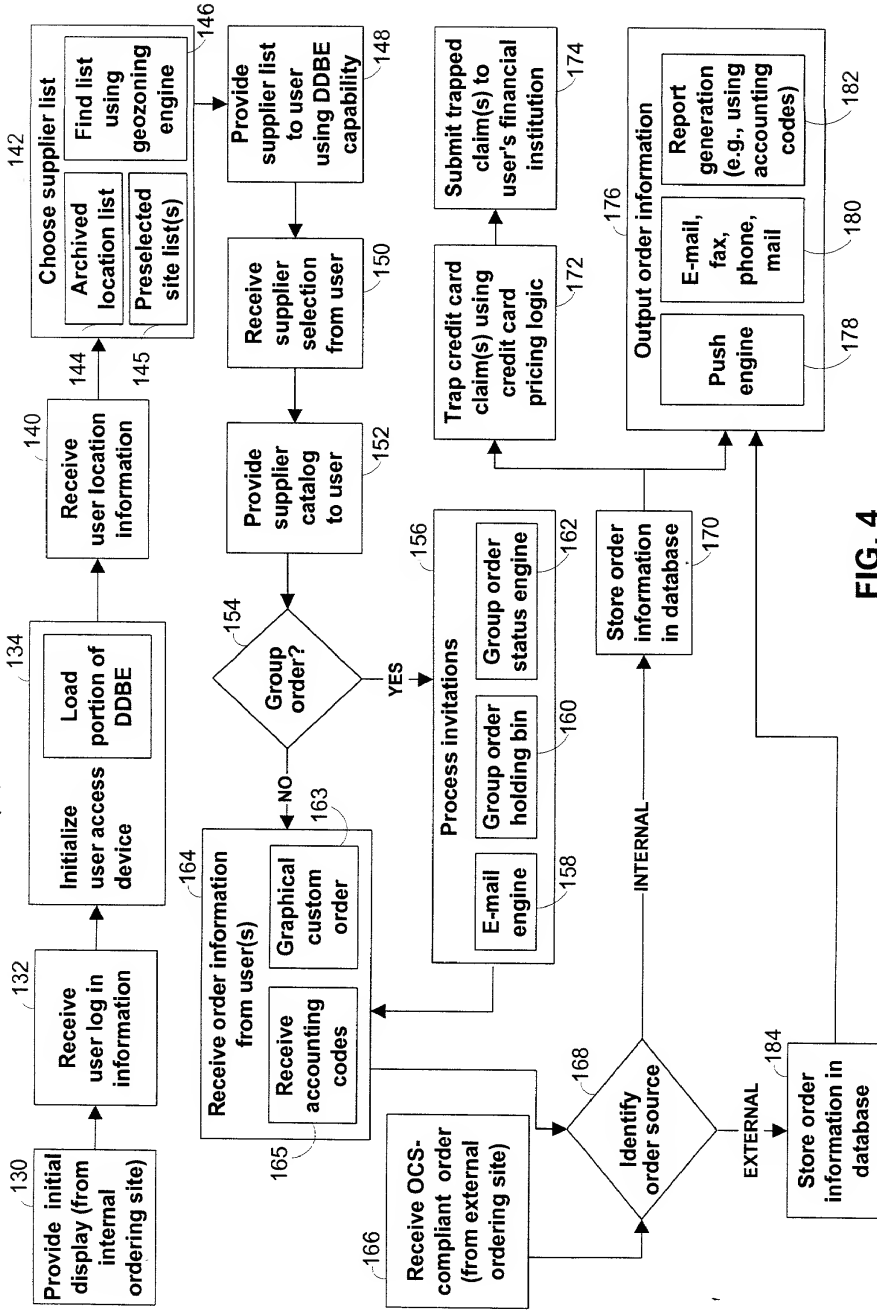 130
Provide initial
display (from
internal
ordering site)
132
Receive
user log in
information
134
Initialize
user access
device
Load
portion of
DDBE
140
Receive
user location
information
142
Choose supplier list
144
Archived
location list
145
Preselected
site list(s)
146
Find list
using
geozoning
engine
148
Provide
supplier list
to user
using DDBE
capability
150
Receive
supplier
selection
from user
152
Provide
supplier
catalog
to user
154
Group
order?
NO
YES
156
Process invitations
E-mail
engine
158
Group order
holding bin
160
Group order
status engine
162
164
Receive order information
from user(s)
Receive
accounting
codes
165
Graphical
custom
order
163
166
Receive OCS-
compliant order
(from external
ordering site)
168
Identify
order source
INTERNAL
EXTERNAL
Store order
information
in database
170
Trap credit card
claim(s) using
credit card
pricing logic
172
Submit trapped
claim(s) to
user's financial
institution
174
176
Output order information
Push
engine
178
E-mail,
fax,
phone,
mail
180
Report
generation
(e.g., using
accounting
codes)
182
184
Store order
information in
database
FIG. 4